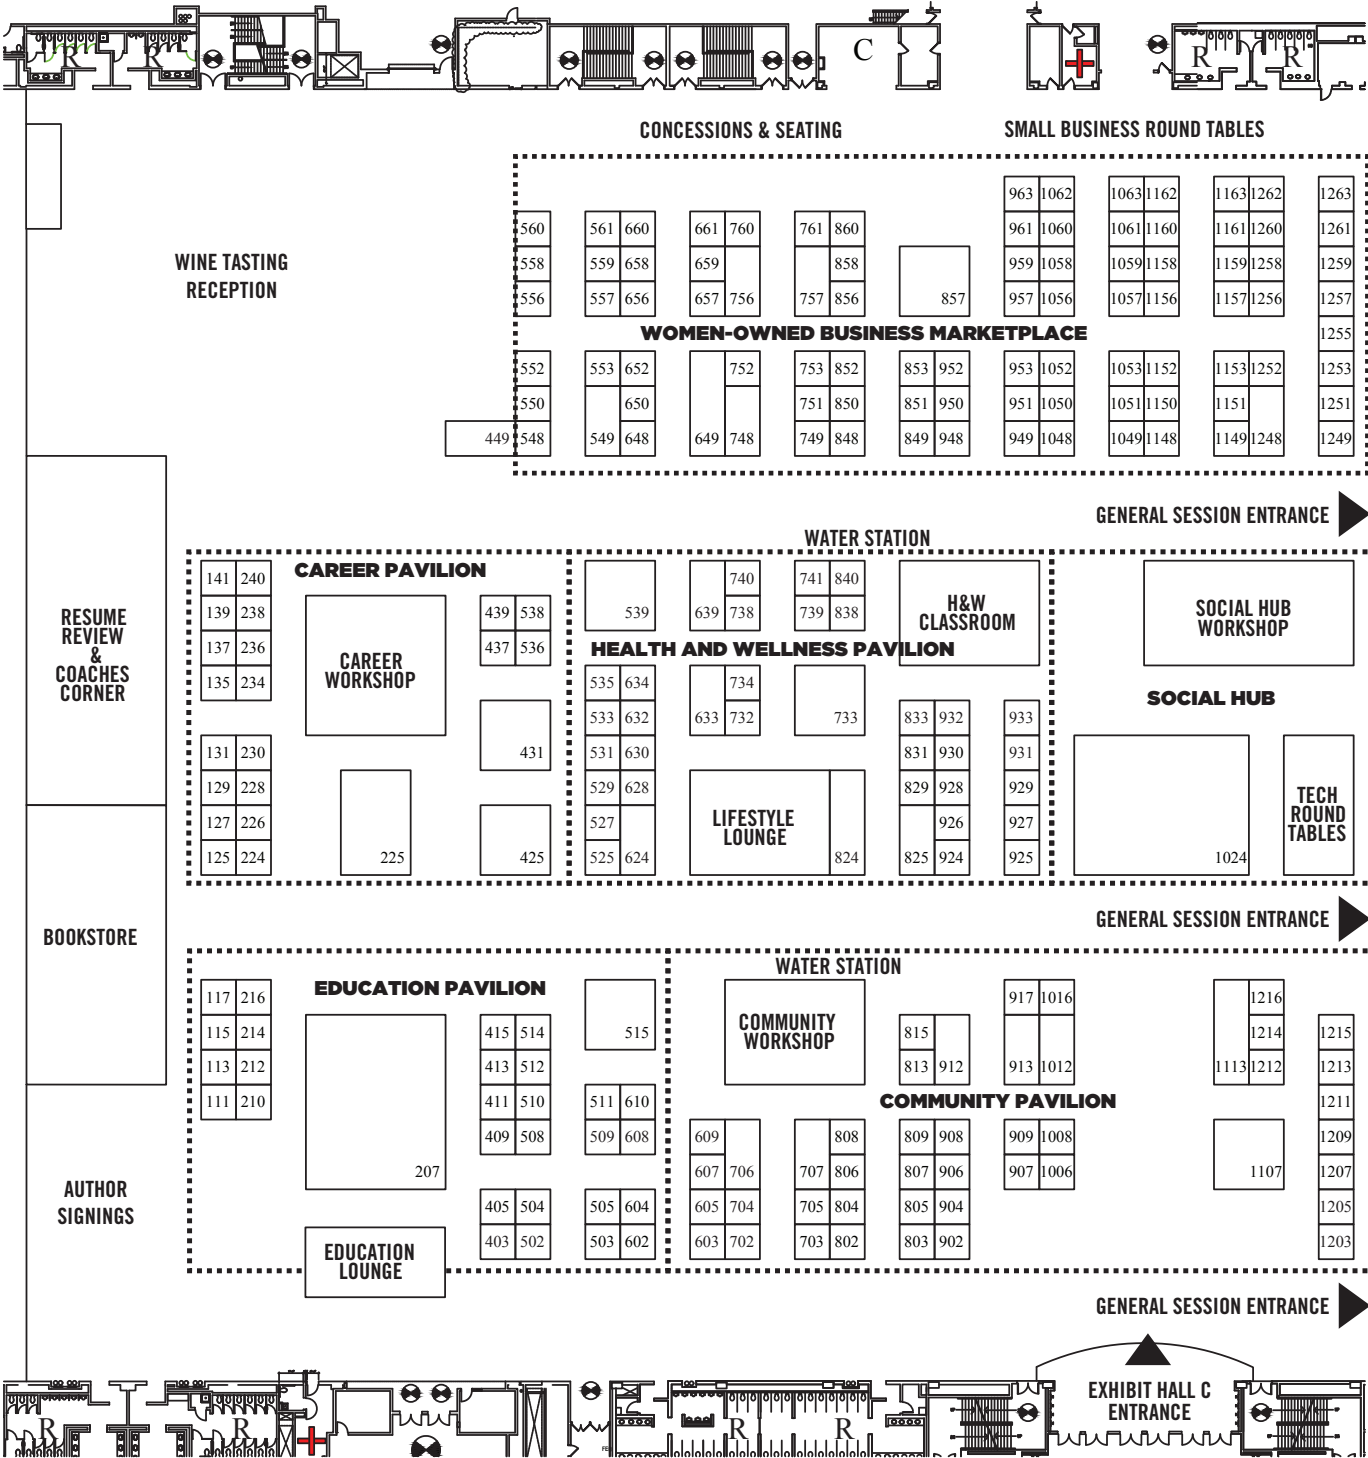 R R C R R
CONCESSIONS & SEATING
SMALL BUSINESS ROUND TABLES
963 1062 1063 1162 1163 1262 1263
560 561 660 661 760 761 860 961 1060 1061 1160 1161 1260 1261
WINE TASTING
RECEPTION
558 559 658 659 858 959 1058 1059 1158 1159 1258 1259
556 557 656 657 756 757 856 857 957 1056 1057 1156 1157 1256 1257
WOMEN-OWNED BUSINESS MARKETPLACE
1255
552 553 652 752 753 852 853 952 953 1052 1053 1152 1153 1252 1253
550 650 751 850 851 950 951 1050 1051 1150 1151 1251
449 548 549 648 649 748 749 848 849 948 949 1048 1049 1148 1149 1248 1249
GENERAL SESSION ENTRANCE
WATER STATION
RESUME
REVIEW
&
COACHES
CORNER
CAREER PAVILION
141 240
139 238
137 236
135 234
131 230
129 228
127 226
125 224
CAREER
WORKSHOP
439 538
437 536
431
225
425
539
639
740
738
741 840
739 838
H&W
CLASSROOM
HEALTH AND WELLNESS PAVILION
535 634
533 632
531 630
529 628
527
525 624
734
633 732
733
LIFESTYLE
LOUNGE
824
833 932
831 930
829 928
926
825 924
933
931
929
927
925
SOCIAL HUB
WORKSHOP
SOCIAL HUB
1024
TECH
ROUND
TABLES
GENERAL SESSION ENTRANCE
BOOKSTORE
EDUCATION PAVILION
117 216
115 214
113 212
111 210
207
415 514
413 512
411 510
409 508
405 504
403 502
515
511 610
509 608
505 604
503 602
EDUCATION
LOUNGE
AUTHOR
SIGNINGS
WATER STATION
COMMUNITY
WORKSHOP
815
813 912
917 1016
913 1012
1216
1214
1113 1212
COMMUNITY PAVILION
609
607 706
605 704
603 702
808
707 806
705 804
703 802
809 908
807 906
805 904
803 902
909 1008
907 1006
1107
1215
1213
1211
1209
1207
1205
1203
GENERAL SESSION ENTRANCE
EXHIBIT HALL C
ENTRANCE
R R R R